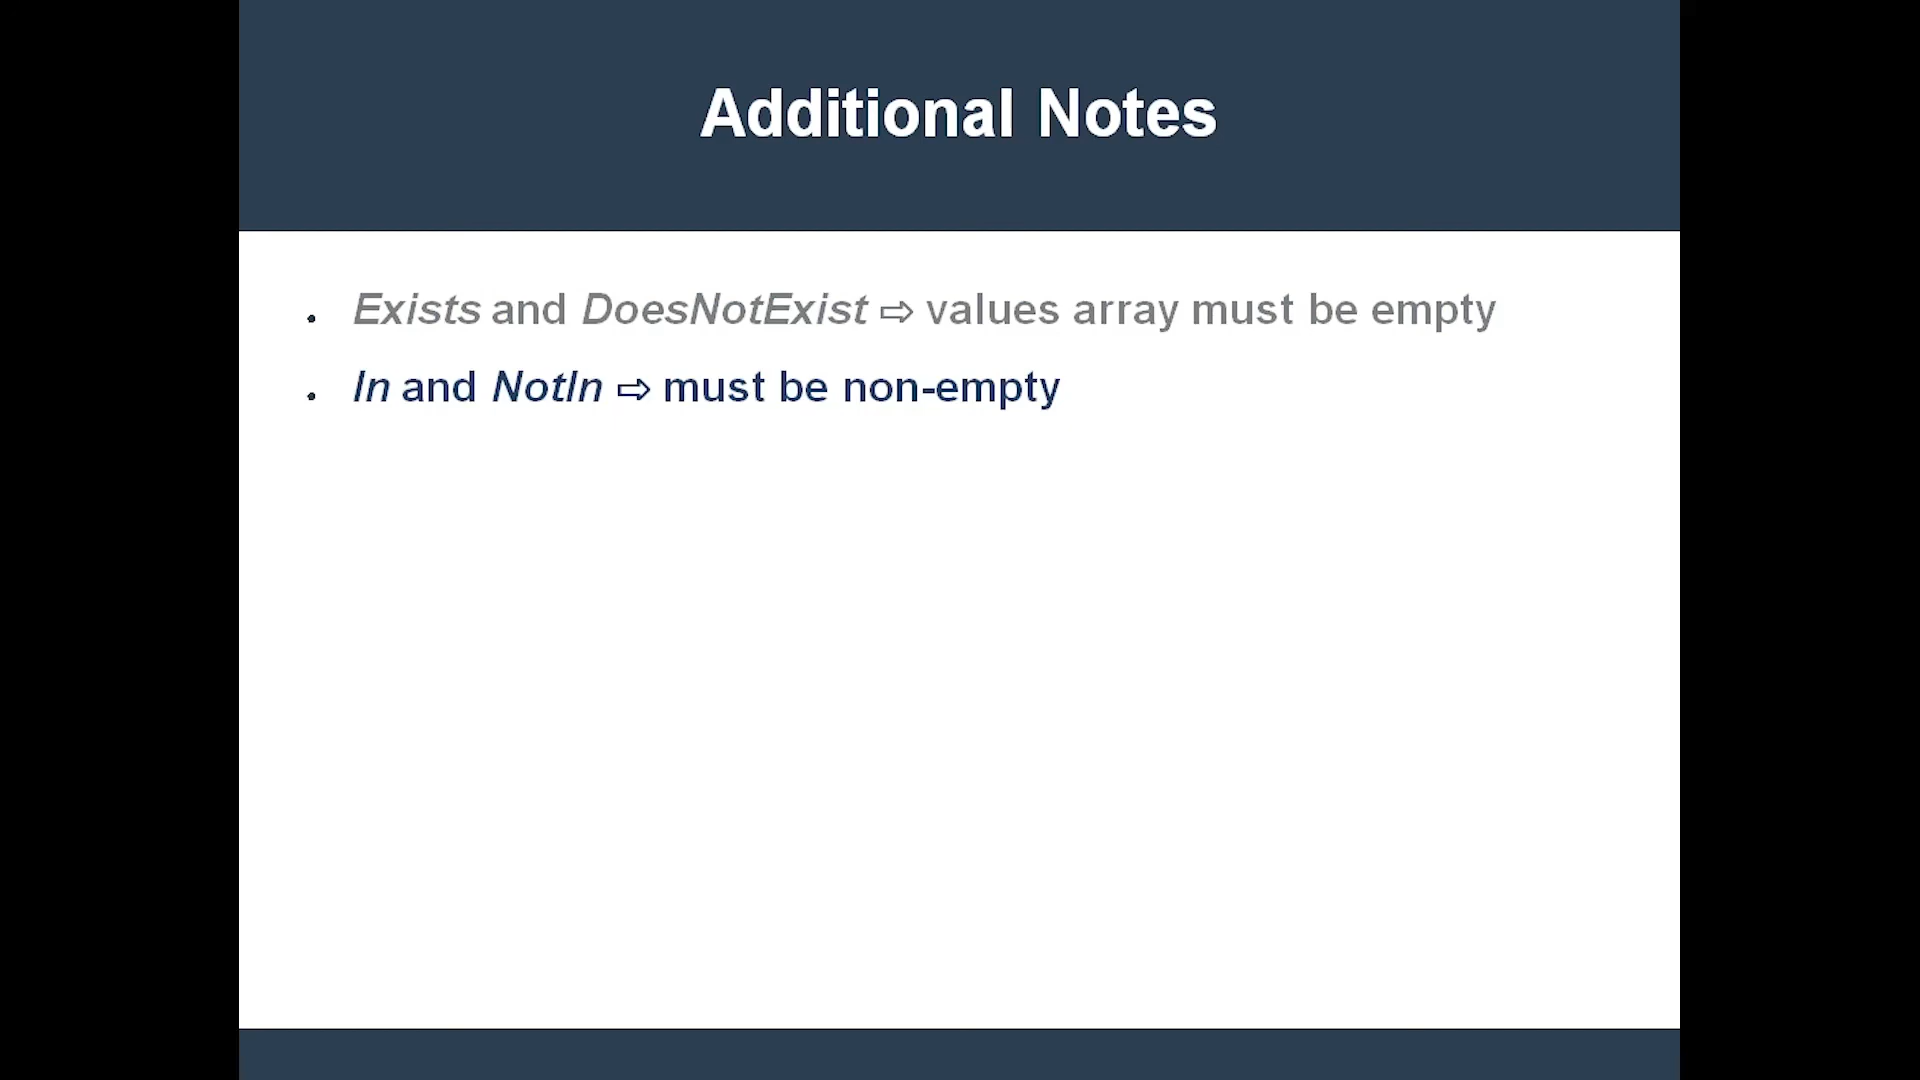 Additional Notes
• Exists and DoesNotExist ⇨ values array must be empty
• In and NotIn ⇨ must be non-empty